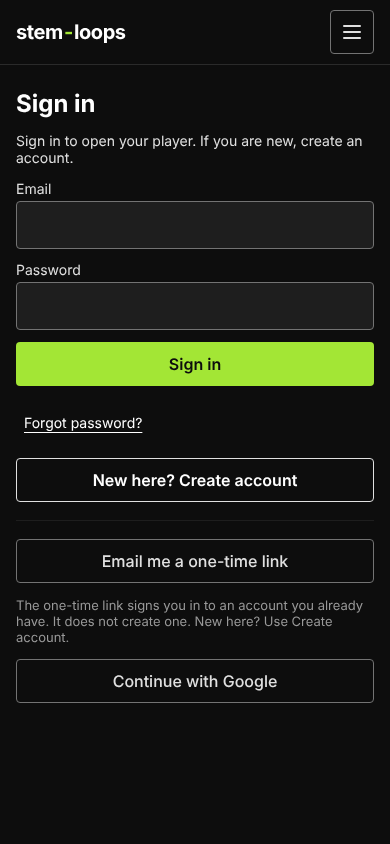 stem-loops
Sign in
Sign in to open your player. If you are new, create an
account.
Email
Password
Sign in
Forgot password?
New here? Create account
Email me a one-time link
The one-time link signs you in to an account you already
have. It does not create one. New here? Use Create
account.
Continue with Google